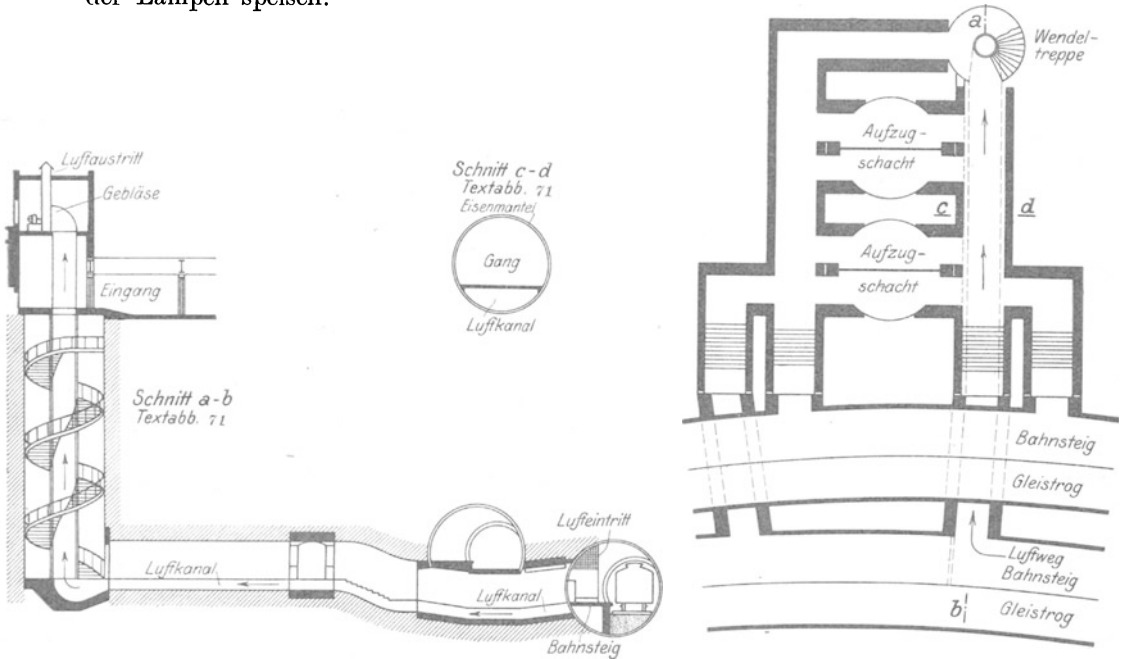 der Lampen speisen.
Luftaustritt
Gebläse
Eingang
Schnitt a-b
Textabb. 71
Luftkanal
Schnitt c-d
Textabb. 71
Eisenmantel
Gang
Luftkanal
Lufteintritt
Luftkanal
Bahnsteig
a
Wendel-
treppe
Aufzug-
schacht
c
d
Aufzug-
schacht
Bahnsteig
Gleistrog
Luftweg
Bahnsteig
b
Gleistrog